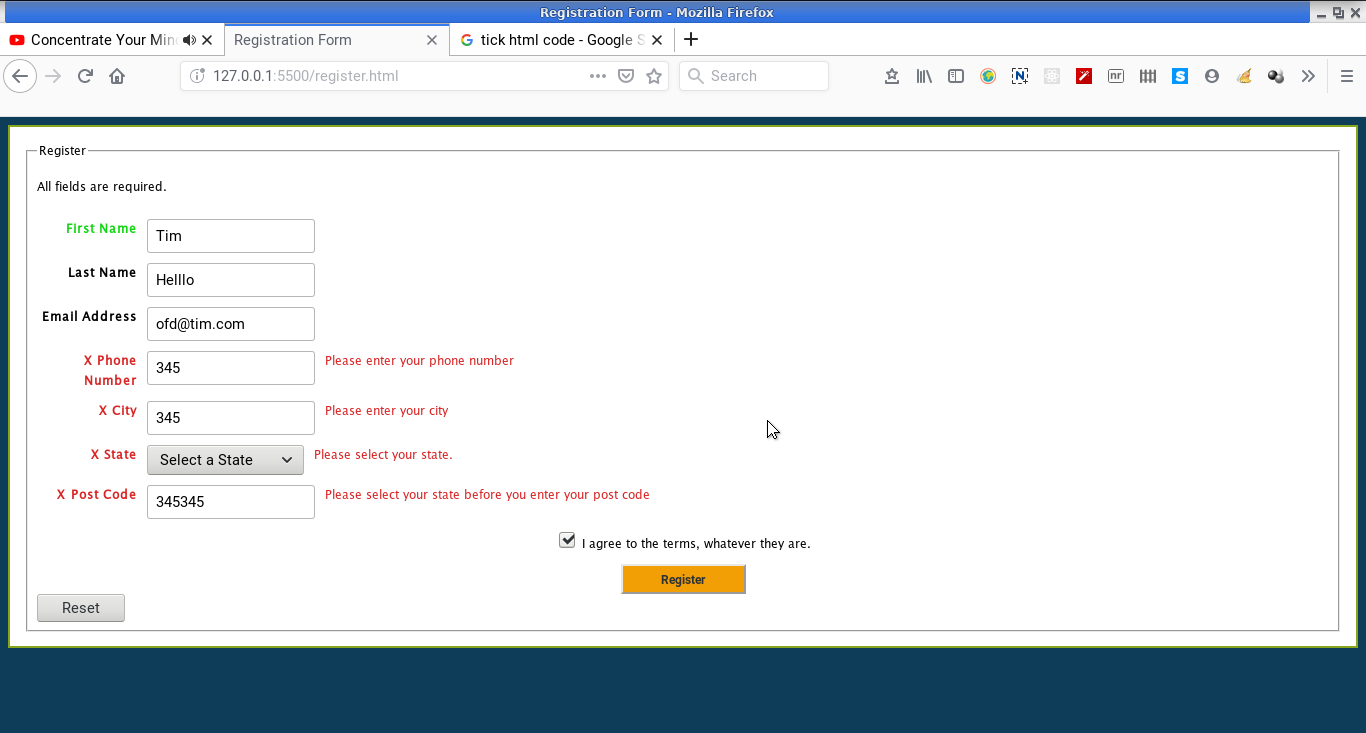 Registration Form - Mozilla Firefox
Concentrate Your Min
Registration Form
tick html code - Google S
127.0.0.1:5500/register.html
Search
N
nr
S
Register
All fields are required.
First Name Tim
Last Name Helllo
Email Address ofd@tim.com
X Phone Number 345 Please enter your phone number
X City 345 Please enter your city
X State Select a State Please select your state.
X Post Code 345345 Please select your state before you enter your post code
I agree to the terms, whatever they are.
Register
Reset